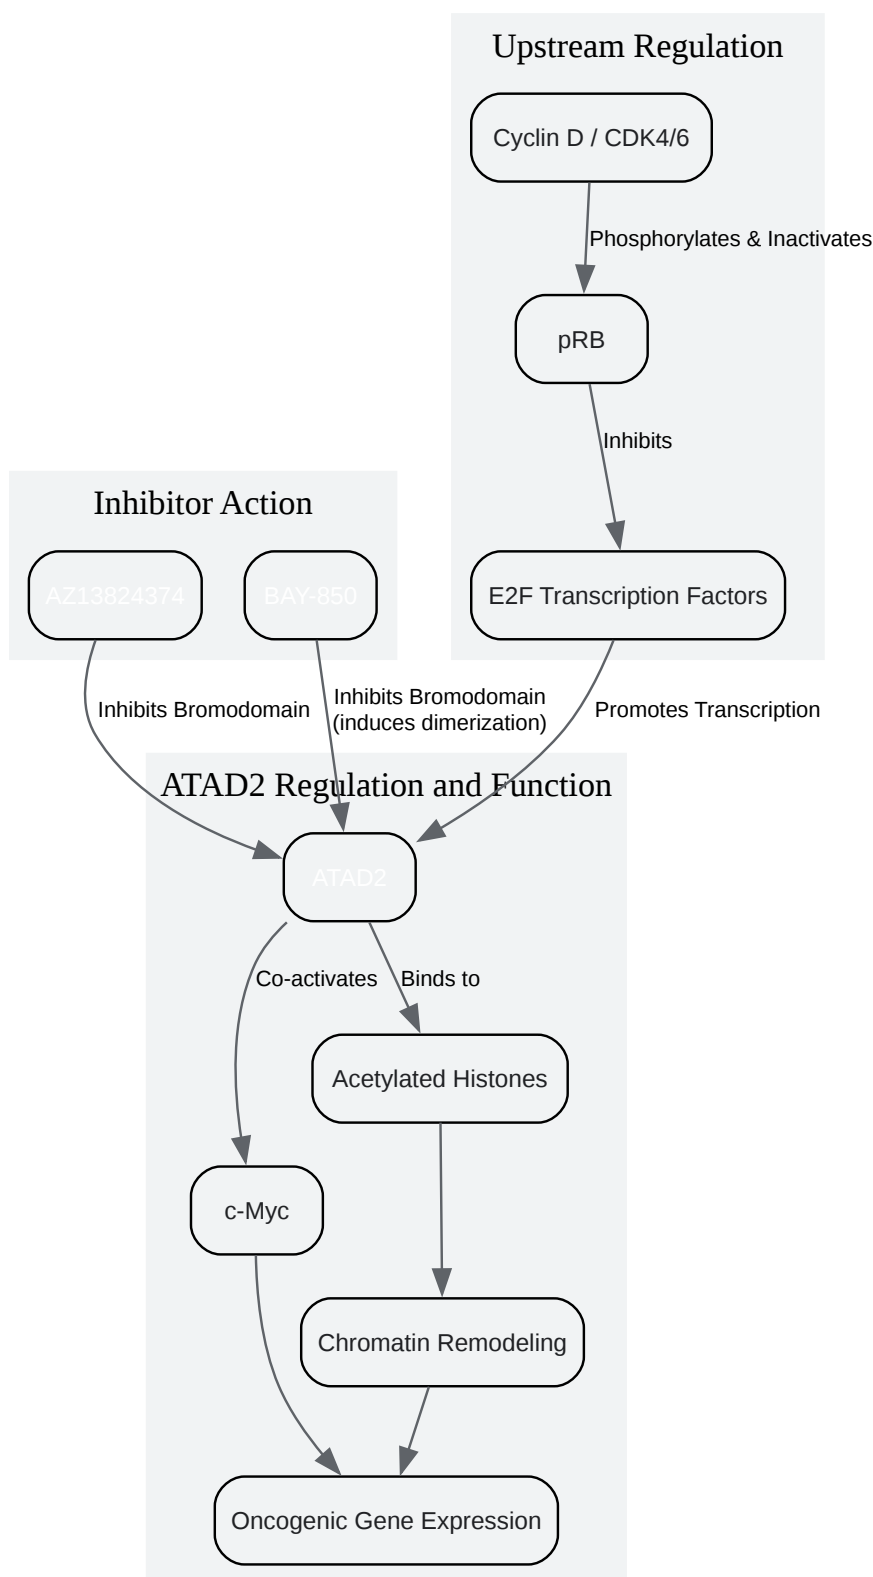 Upstream Regulation
Cyclin D / CDK4/6
Phosphorylates & Inactivates
pRB
Inhibits
Inhibitor Action
AZ13824374
BAY-850
E2F Transcription Factors
Inhibits Bromodomain
Inhibits Bromodomain
(induces dimerization)
Promotes Transcription
ATAD2 Regulation and Function
ATAD2
Co-activates
Binds to
Acetylated Histones
c-Myc
Chromatin Remodeling
Oncogenic Gene Expression